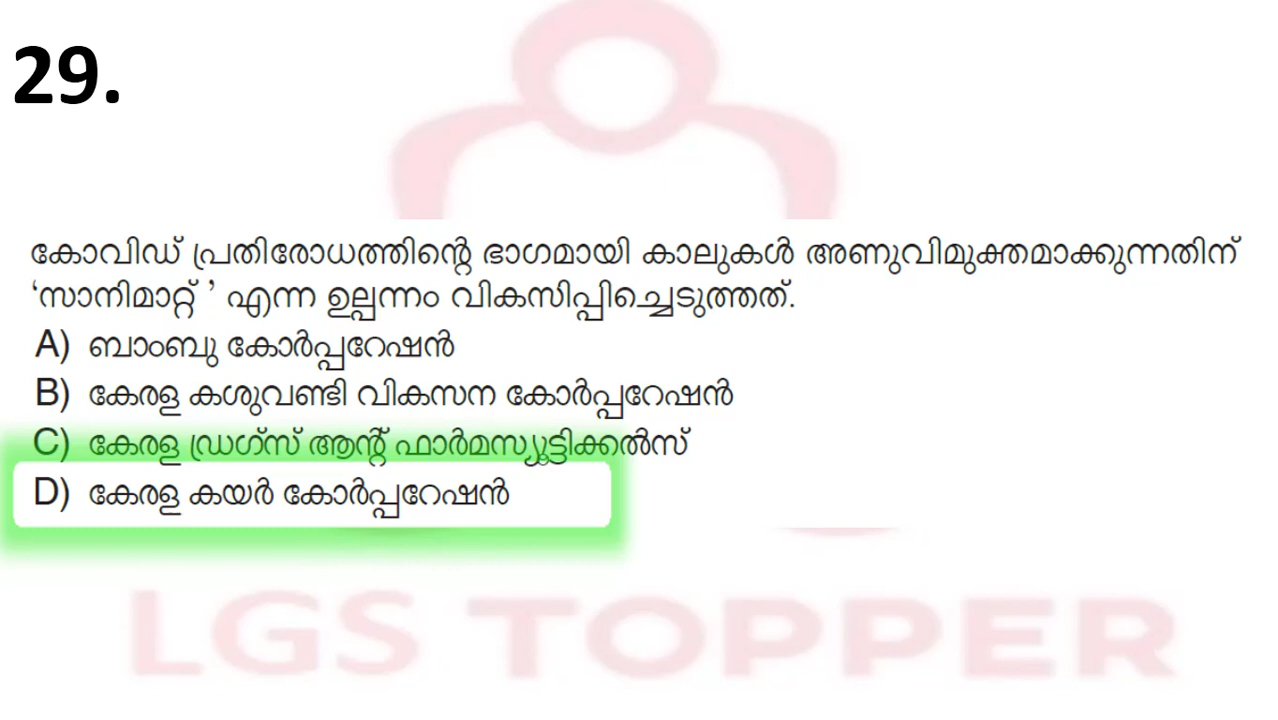 29.
കോവിഡ് പ്രതിരോധത്തിന്റെ ഭാഗമായി കാലുകൾ അണുവിമുക്തമാക്കുന്നതിന്
‘സാനിമാറ്റ് ’ എന്ന ഉല്പന്നം വികസിപ്പിച്ചെടുത്തത്.
A) ബാംബു കോർപ്പറേഷൻ
B) കേരള കശുവണ്ടി വികസന കോർപ്പറേഷൻ
C) കേരള ഡ്രഗ്സ് ആന്റ് ഫാർമസ്യൂട്ടിക്കൽസ്
D) കേരള കയർ കോർപ്പറേഷൻ
LGS TOPPER